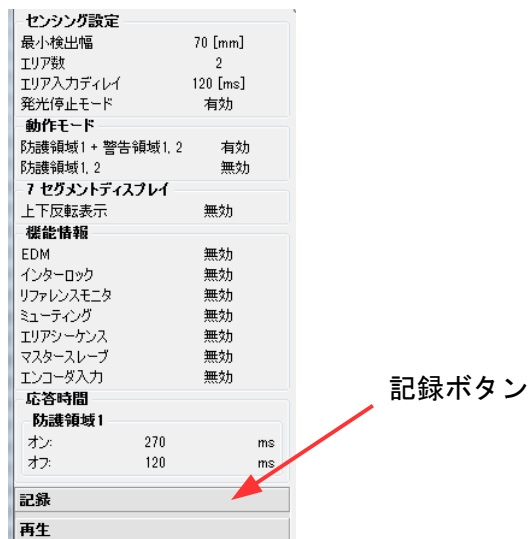 センシング設定
最小検出幅 70 [mm]
エリア数 2
エリア入力ディレイ 120 [ms]
発光停止モード 有効
動作モード
防護領域1 + 警告領域1, 2 有効
防護領域1, 2 無効
7 セグメントディスプレイ
上下反転表示 無効
機能情報
EDM 無効
インターロック 無効
リファレンスモニタ 無効
ミューティング 無効
エリアシーケンス 無効
マスタースレーブ 無効
エンコーダ入力 無効
応答時間
防護領域1
オン: 270 ms
オフ: 120 ms
記録ボタン
記録
再生